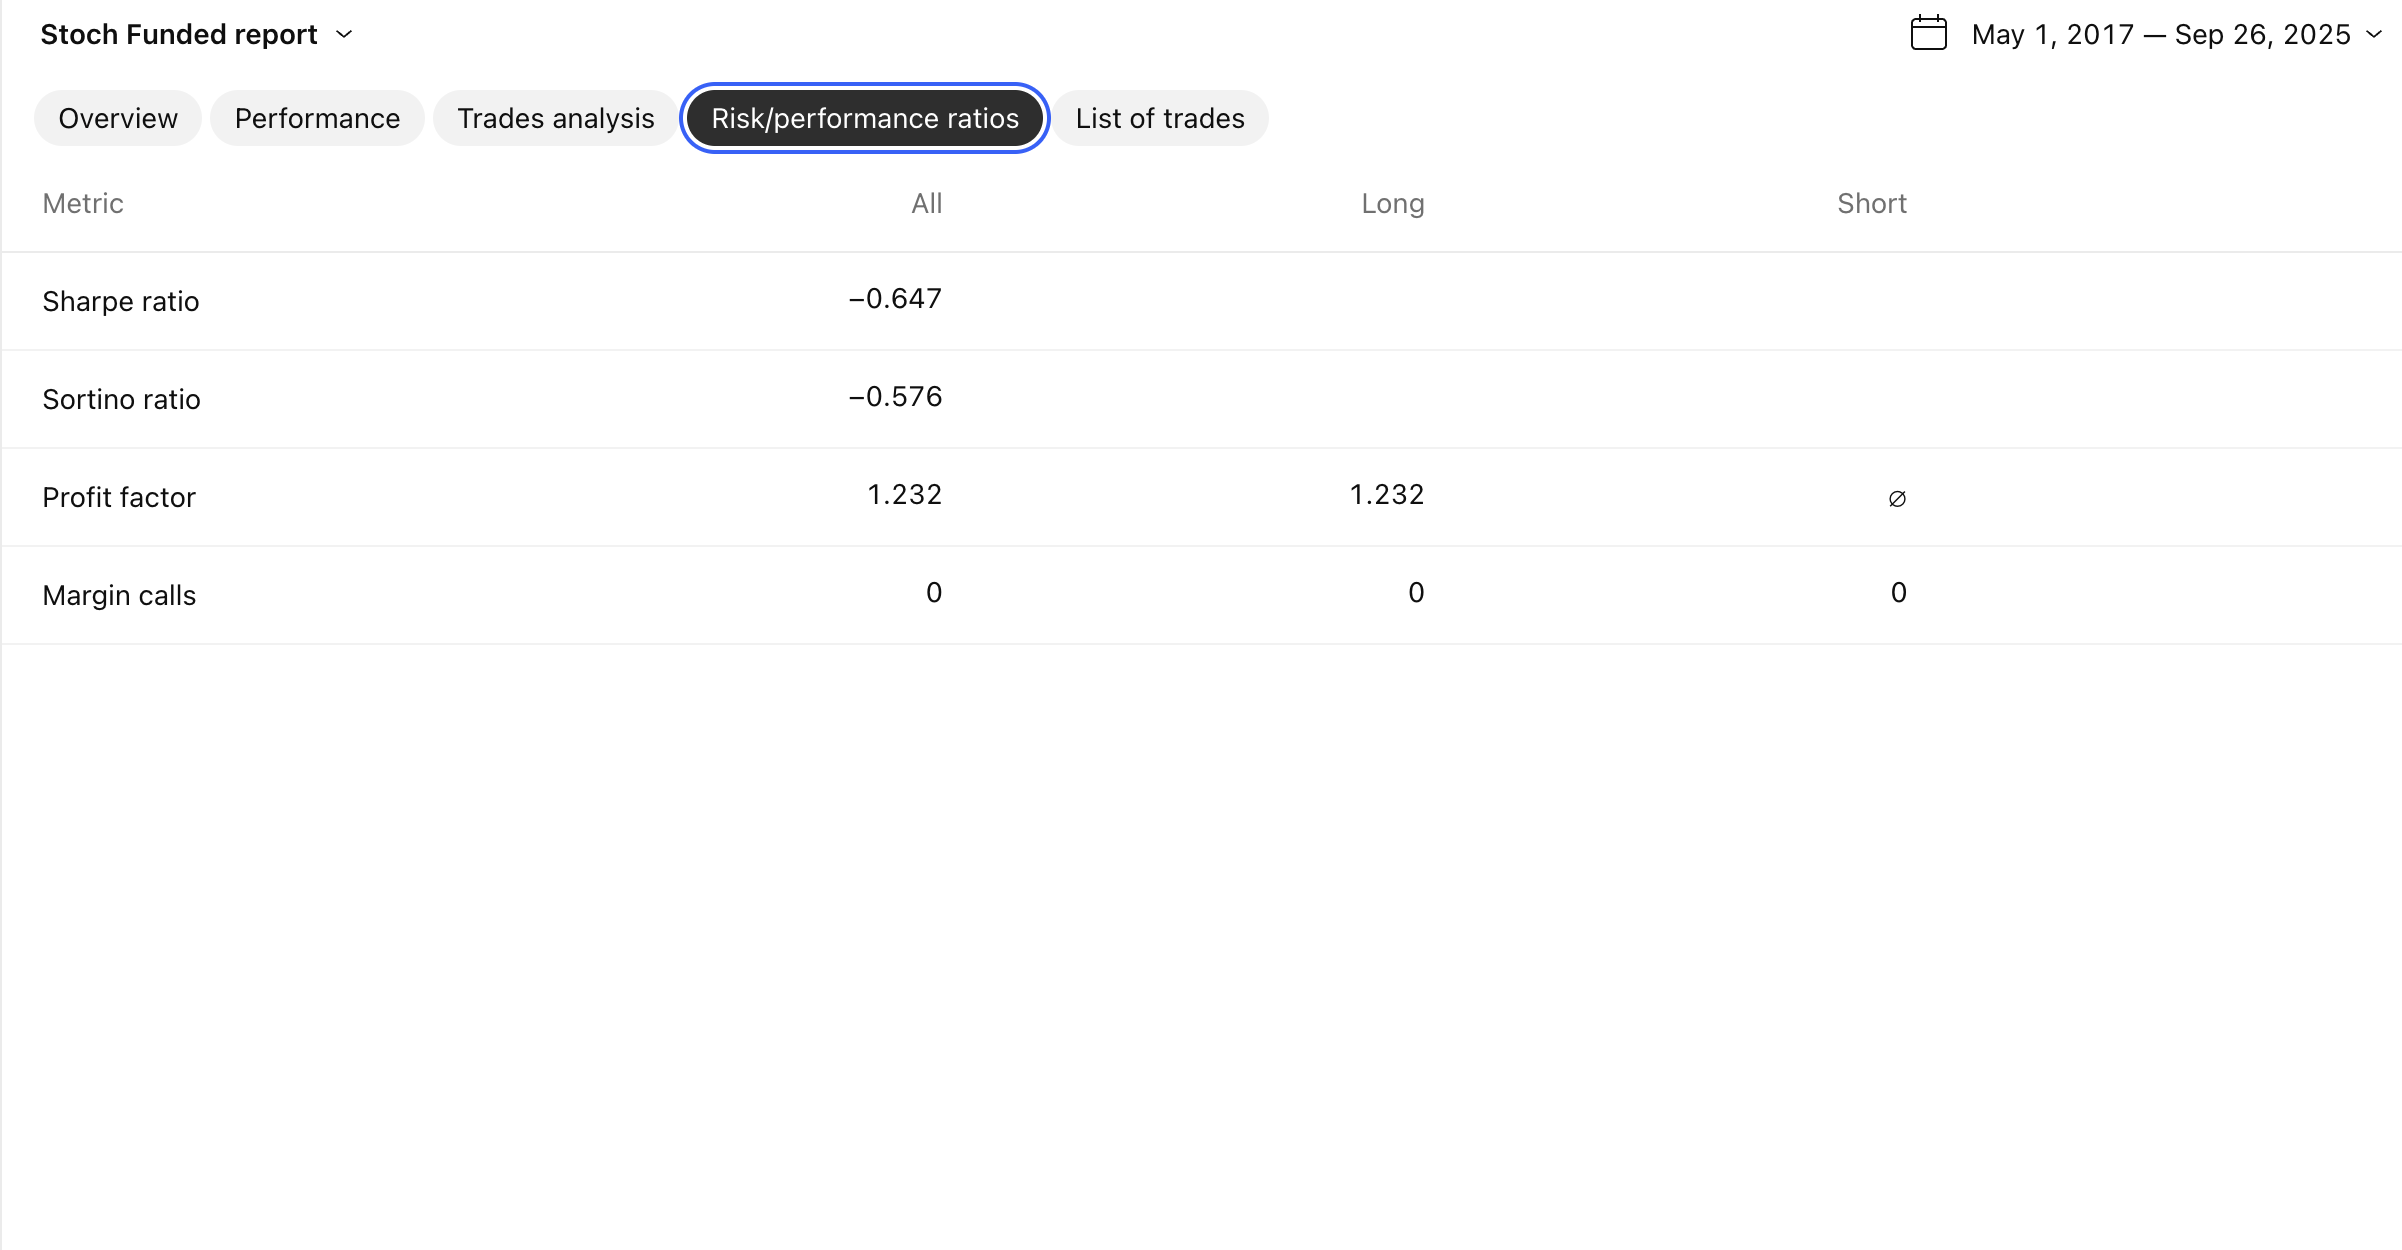 Stoch Funded report
May 1, 2017 — Sep 26, 2025
Overview Performance Trades analysis Risk/performance ratios List of trades
Metric All Long Short
Sharpe ratio −0.647
Sortino ratio −0.576
Profit factor 1.232 1.232 ∅
Margin calls 0 0 0